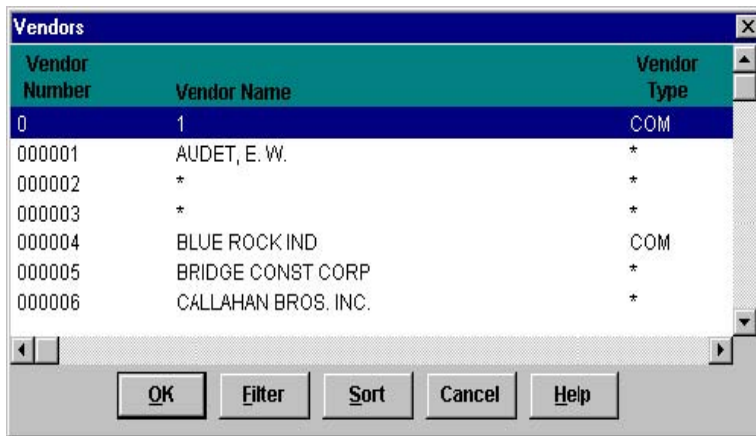 Vendors
Vendor Number Vendor Name Vendor Type
0 1 COM
000001 AUDET, E. W. *
000002 * *
000003 * *
000004 BLUE ROCK IND COM
000005 BRIDGE CONST CORP *
000006 CALLAHAN BROS. INC. *
OK Filter Sort Cancel Help